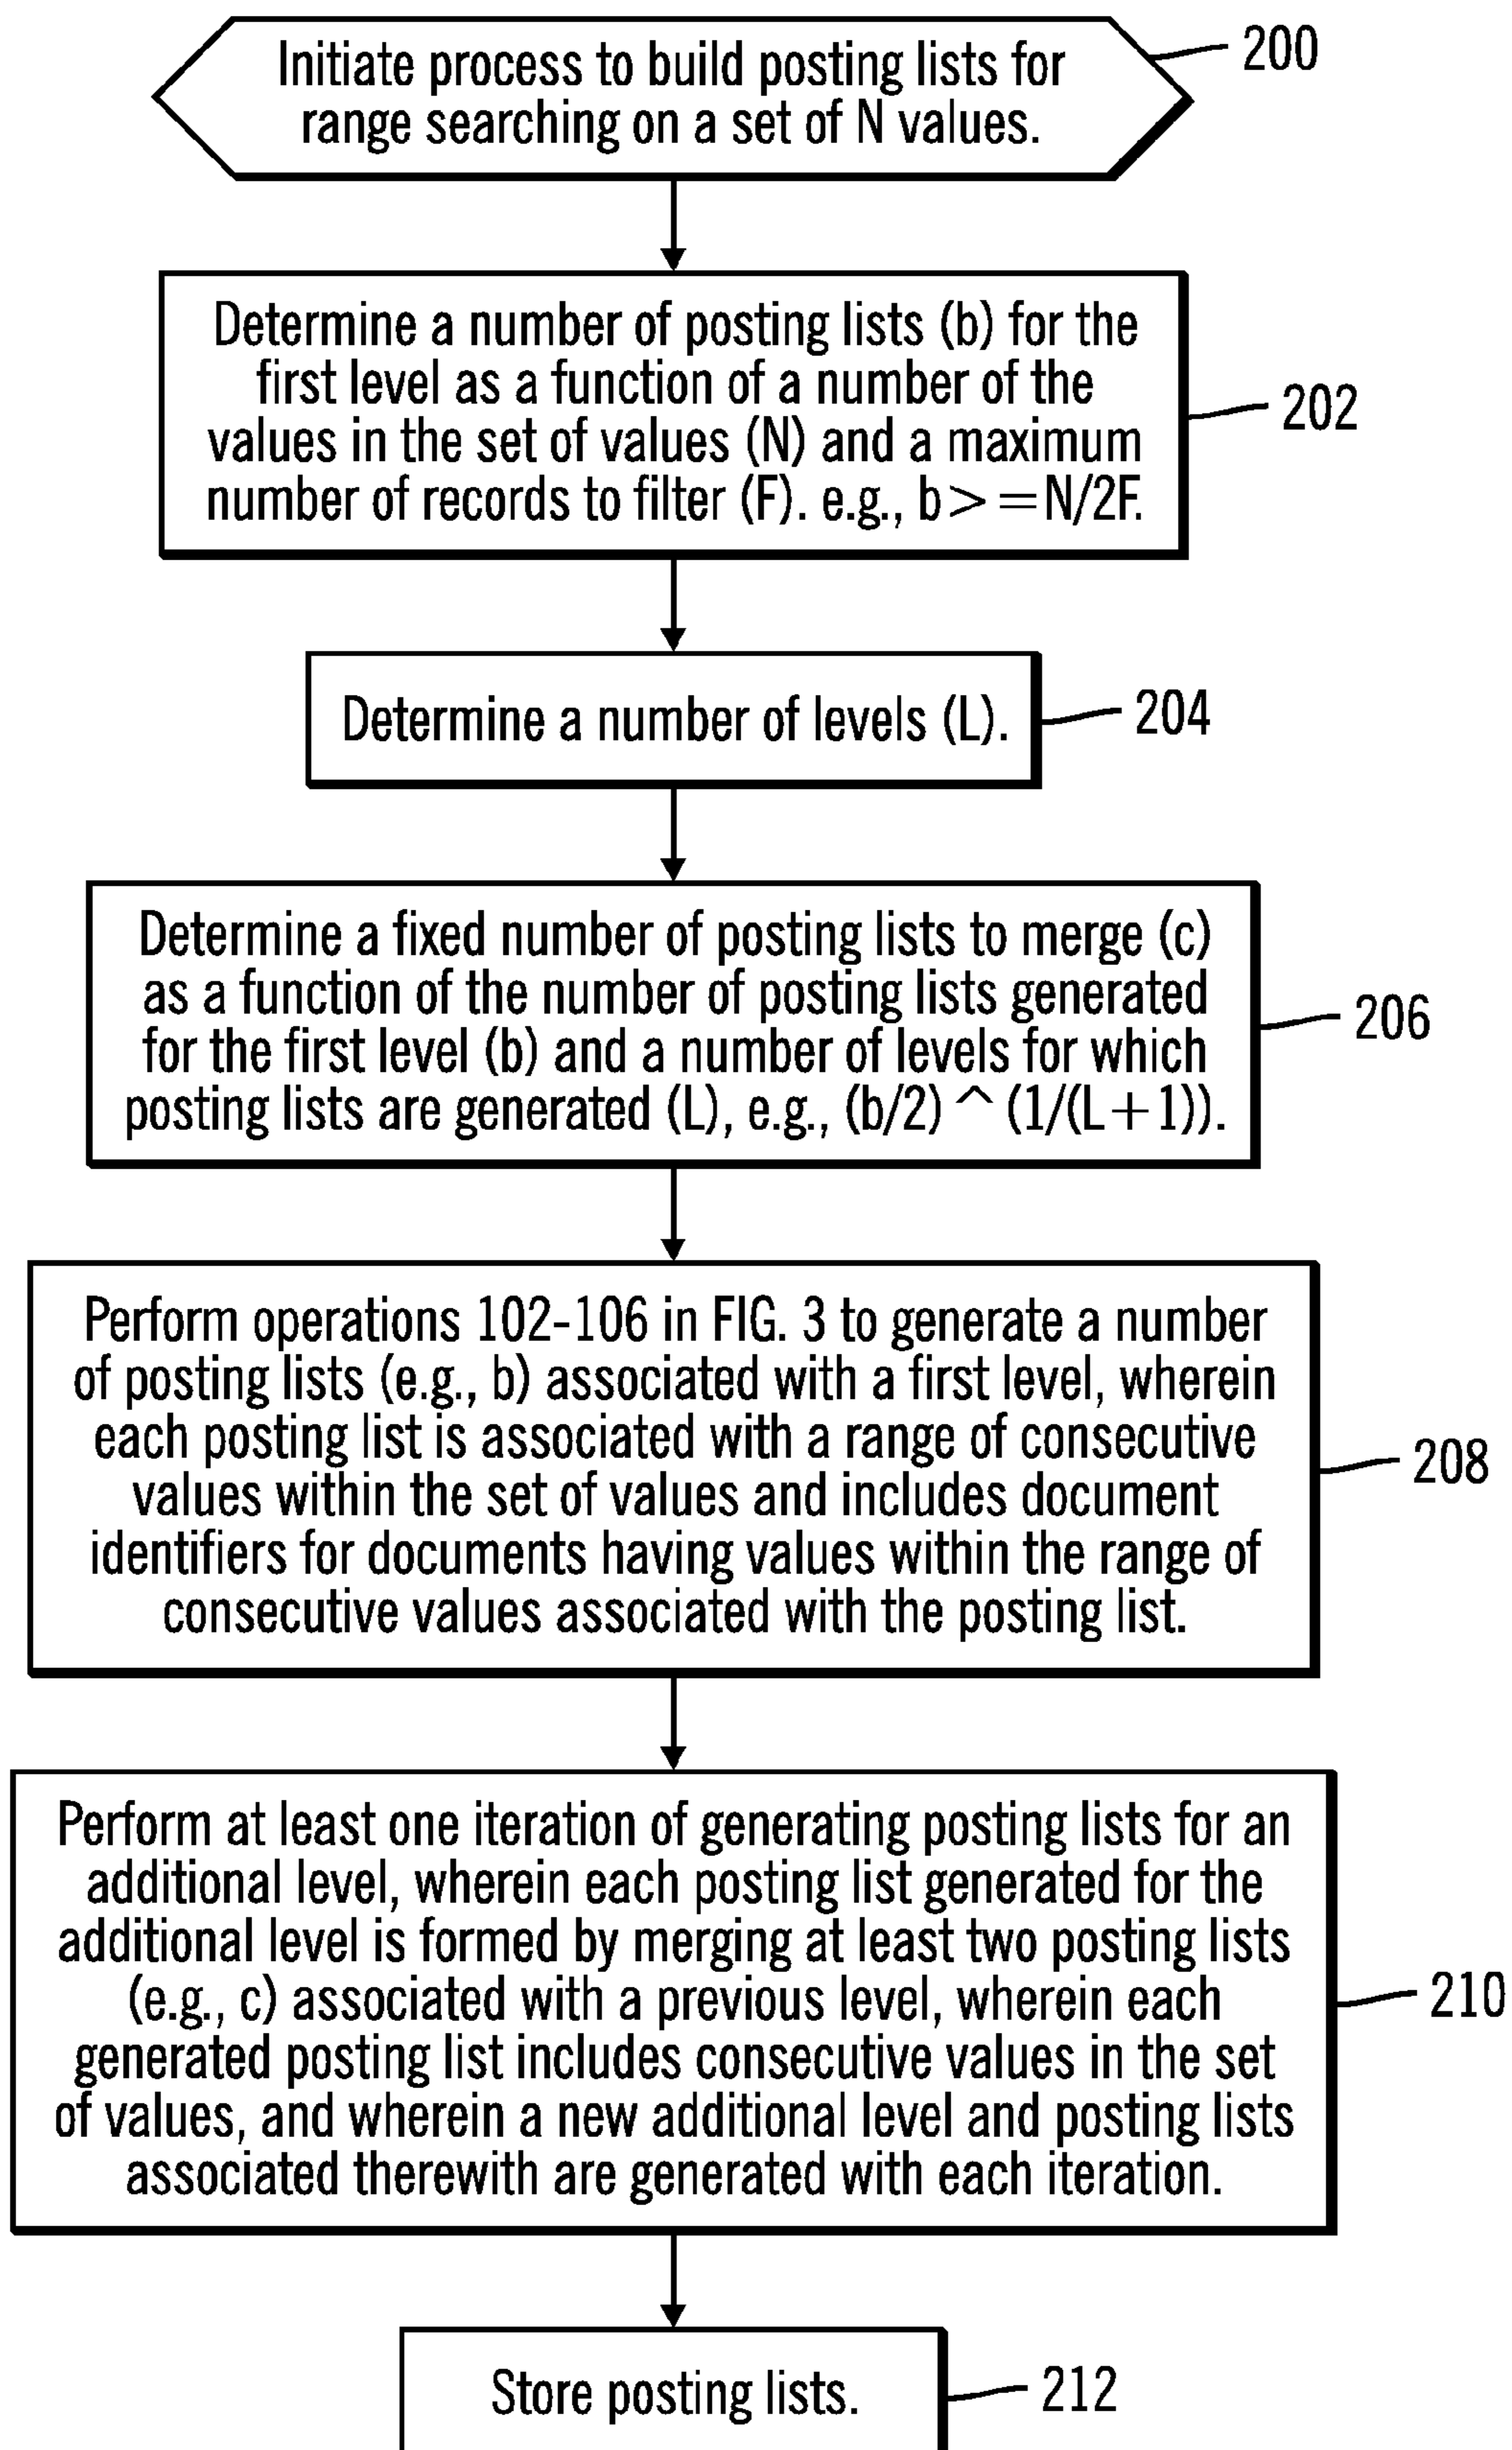 Initiate process to build posting lists for
range searching on a set of N values.
200
Determine a number of posting lists (b) for the
first level as a function of a number of the
values in the set of values (N) and a maximum
number of records to filter (F). e.g., b>=N/2F.
202
Determine a number of levels (L).
204
Determine a fixed number of posting lists to merge (c)
as a function of the number of posting lists generated
for the first level (b) and a number of levels for which
posting lists are generated (L), e.g., (b/2)^(1/(L+1)).
206
Perform operations 102-106 in FIG. 3 to generate a number
of posting lists (e.g., b) associated with a first level, wherein
each posting list is associated with a range of consecutive
values within the set of values and includes document
identifiers for documents having values within the range of
consecutive values associated with the posting list.
208
Perform at least one iteration of generating posting lists for an
additional level, wherein each posting list generated for the
additional level is formed by merging at least two posting lists
(e.g., c) associated with a previous level, wherein each
generated posting list includes consecutive values in the set
of values, and wherein a new additional level and posting lists
associated therewith are generated with each iteration.
210
Store posting lists.
212